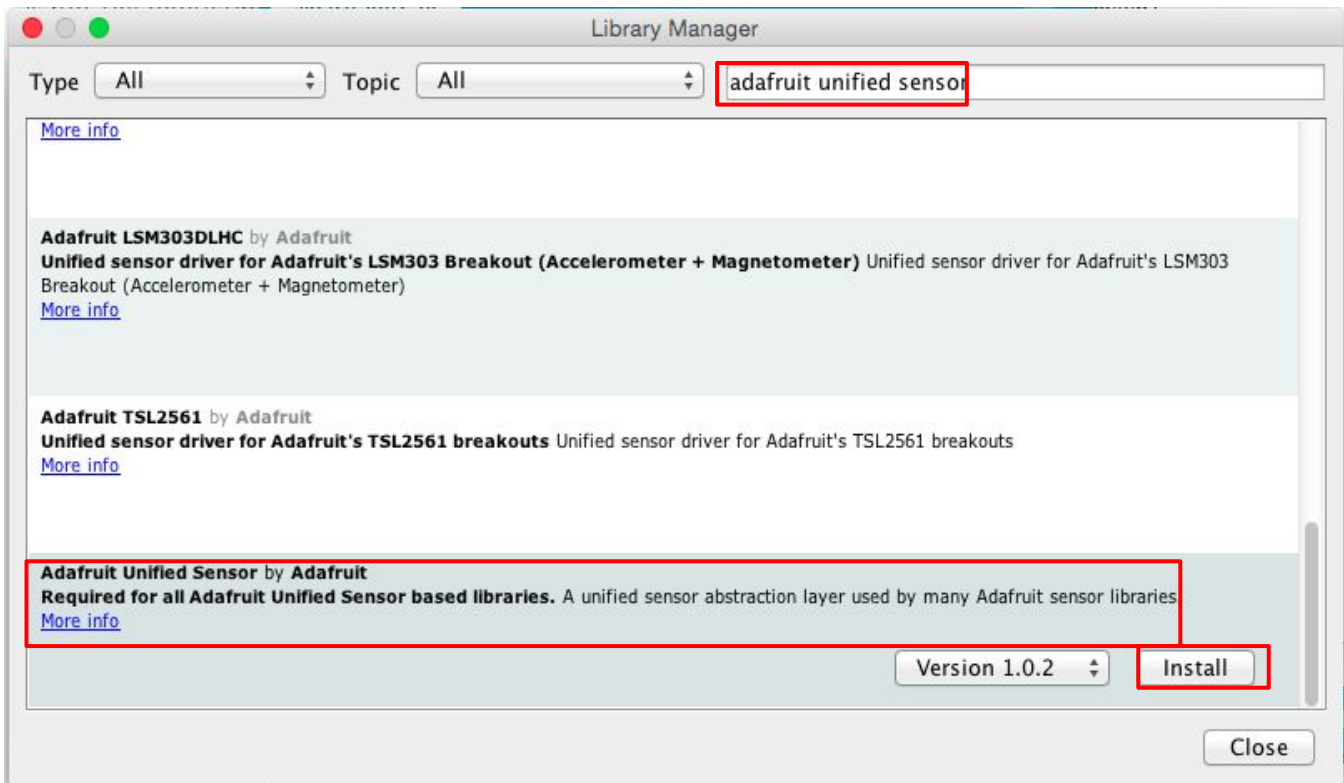 Library Manager
Type All Topic All adafruit unified sensor
More info
Adafruit LSM303DLHC by Adafruit
Unified sensor driver for Adafruit's LSM303 Breakout (Accelerometer + Magnetometer) Unified sensor driver for Adafruit's LSM303
Breakout (Accelerometer + Magnetometer)
More info
Adafruit TSL2561 by Adafruit
Unified sensor driver for Adafruit's TSL2561 breakouts Unified sensor driver for Adafruit's TSL2561 breakouts
More info
Adafruit Unified Sensor by Adafruit
Required for all Adafruit Unified Sensor based libraries. A unified sensor abstraction layer used by many Adafruit sensor libraries.
More info
Version 1.0.2 Install
Close